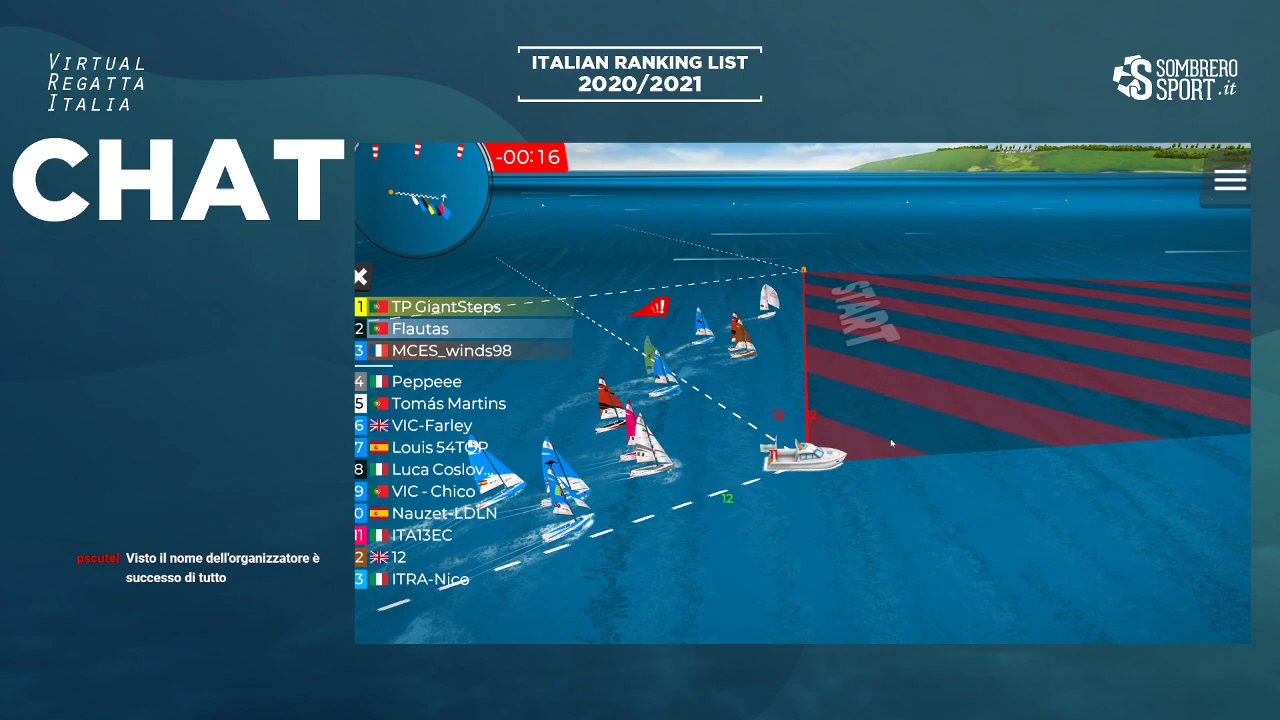 VIRTUAL
REGATTA
ITALIA
ITALIAN RANKING LIST
2020/2021
SOMBRERO
SPORT.it
CHAT
-00:16
START
1 TP GiantSteps
2 Flautas
3 MCES_winds98
4 Peppeee
5 Tomás Martins
6 VIC-Farley
7 Louis 54TOP
8 Luca Coslov...
9 VIC - Chico
0 Nauzet-LDLN
11 ITA13EC
2 12
3 ITRA-Nico
12
12
pscutel: Visto il nome dell'organizzatore è
successo di tutto